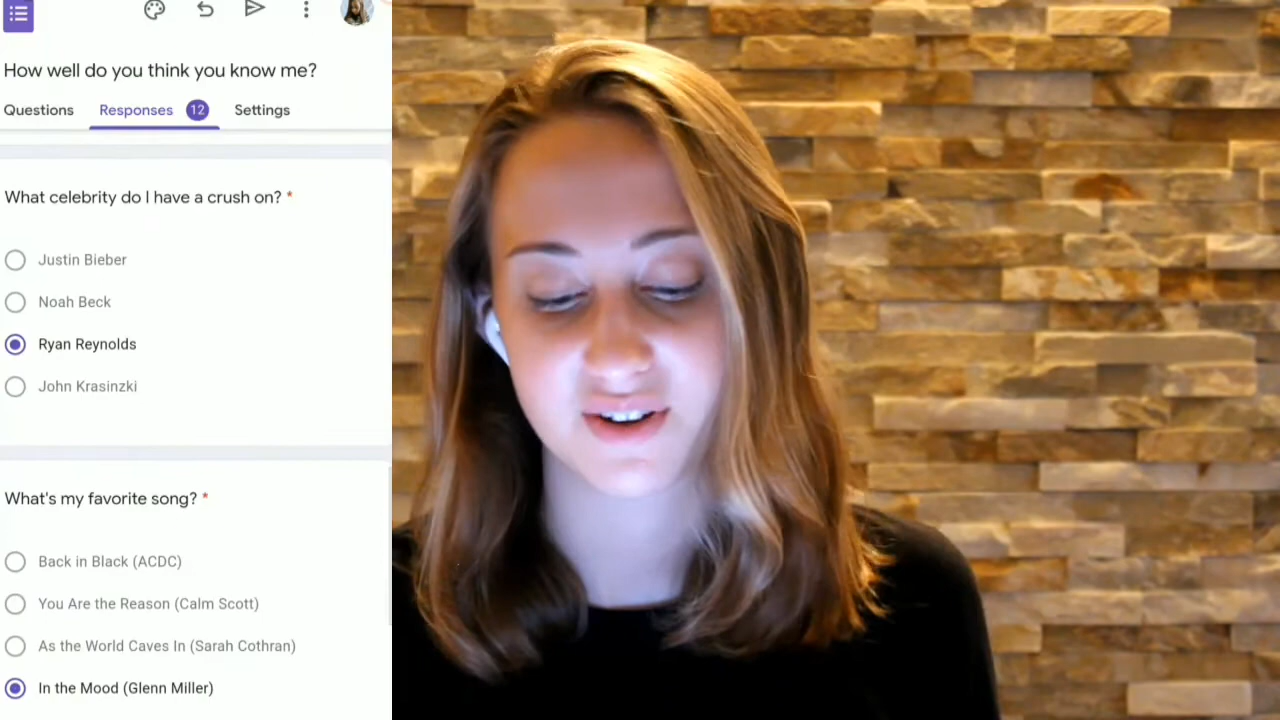 How well do you think you know me?
Questions Responses 12 Settings
What celebrity do I have a crush on? *
Justin Bieber
Noah Beck
Ryan Reynolds
John Krasinzki
What's my favorite song? *
Back in Black (ACDC)
You Are the Reason (Calm Scott)
As the World Caves In (Sarah Cothran)
In the Mood (Glenn Miller)